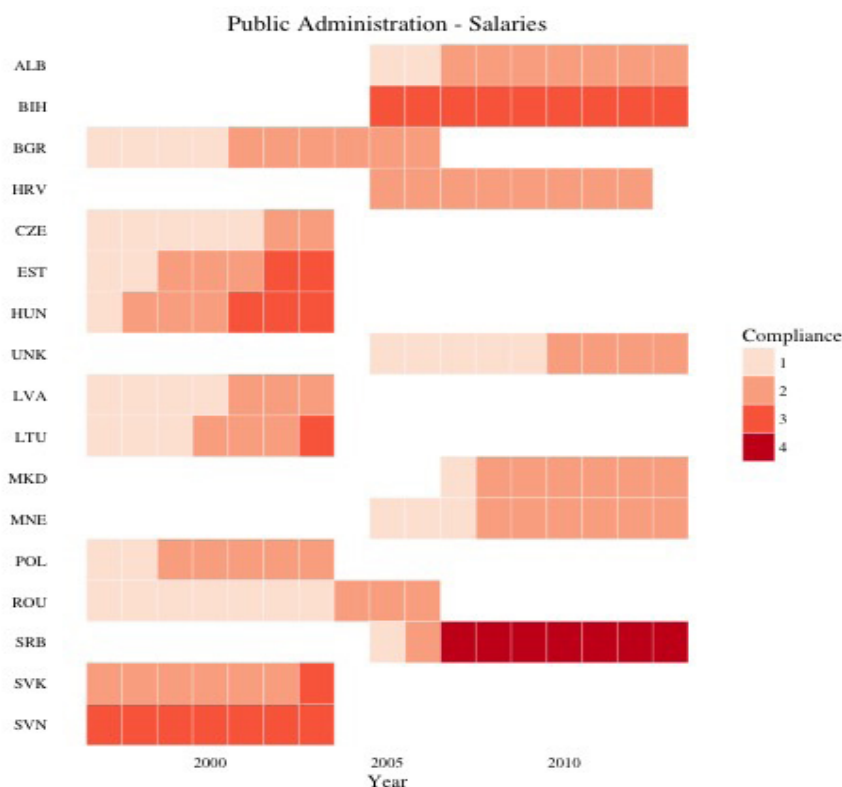 Public Administration - Salaries
ALB
BIH
BGR
HRV
CZE
EST
HUN
UNK
LVA
LTU
MKD
MNE
POL
ROU
SRB
SVK
SVN
Compliance
1
2
3
4
2000 2005 2010
Year